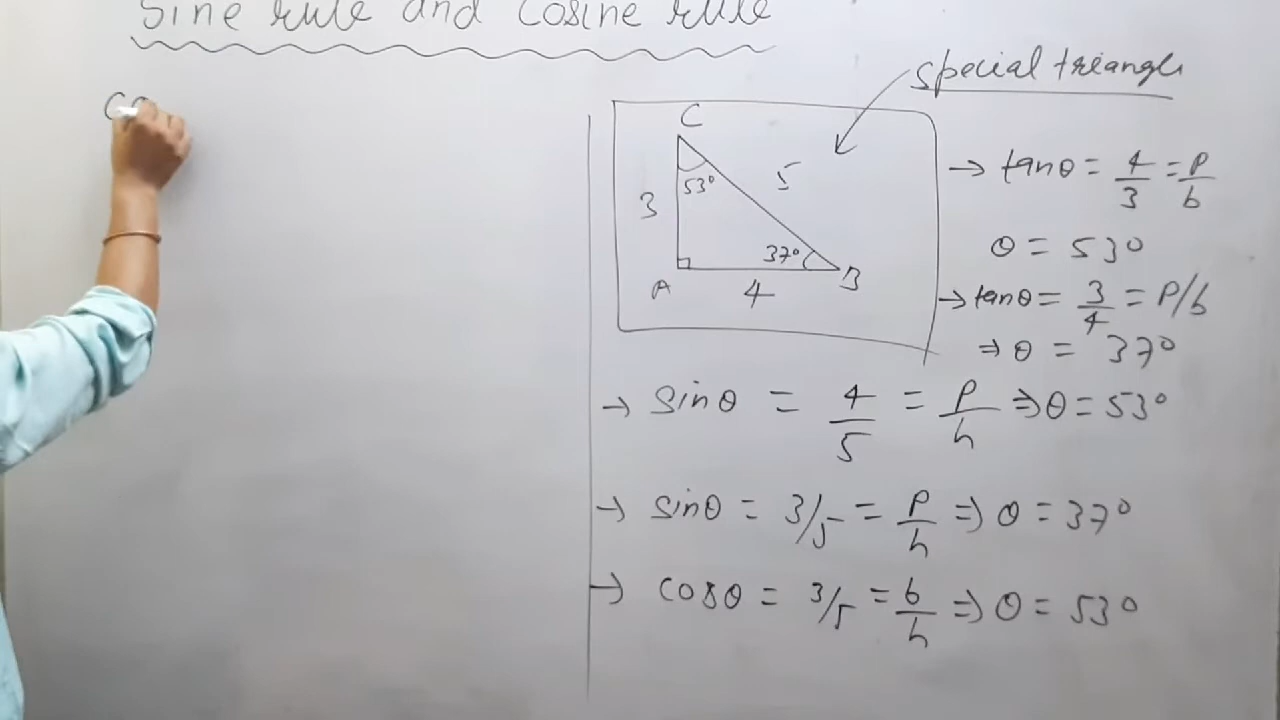 Sine rule and Cosine rule
CO
special triangle
C
53°
5
3
37°
A
4
B
→ tanθ = 4/3 = P/b
θ = 53°
→ tanθ = 3/4 = P/b
⇒ θ = 37°
→ sinθ = 4/5 = P/h ⇒ θ = 53°
→ sinθ = 3/5 = P/h ⇒ θ = 37°
→ cosθ = 3/5 = b/h ⇒ θ = 53°